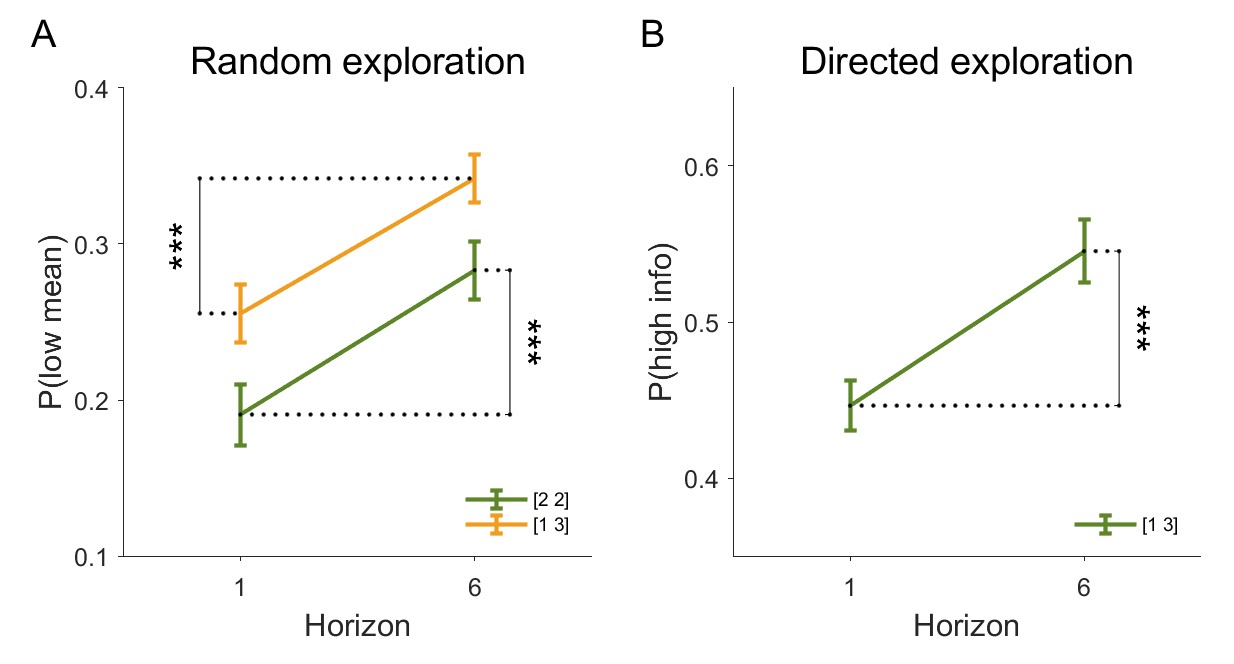 A
Random exploration
P(low mean)
0.4
0.3
0.2
0.1
***
***
[2 2]
[1 3]
1
6
Horizon
B
Directed exploration
P(high info)
0.6
0.5
0.4
***
[1 3]
1
6
Horizon